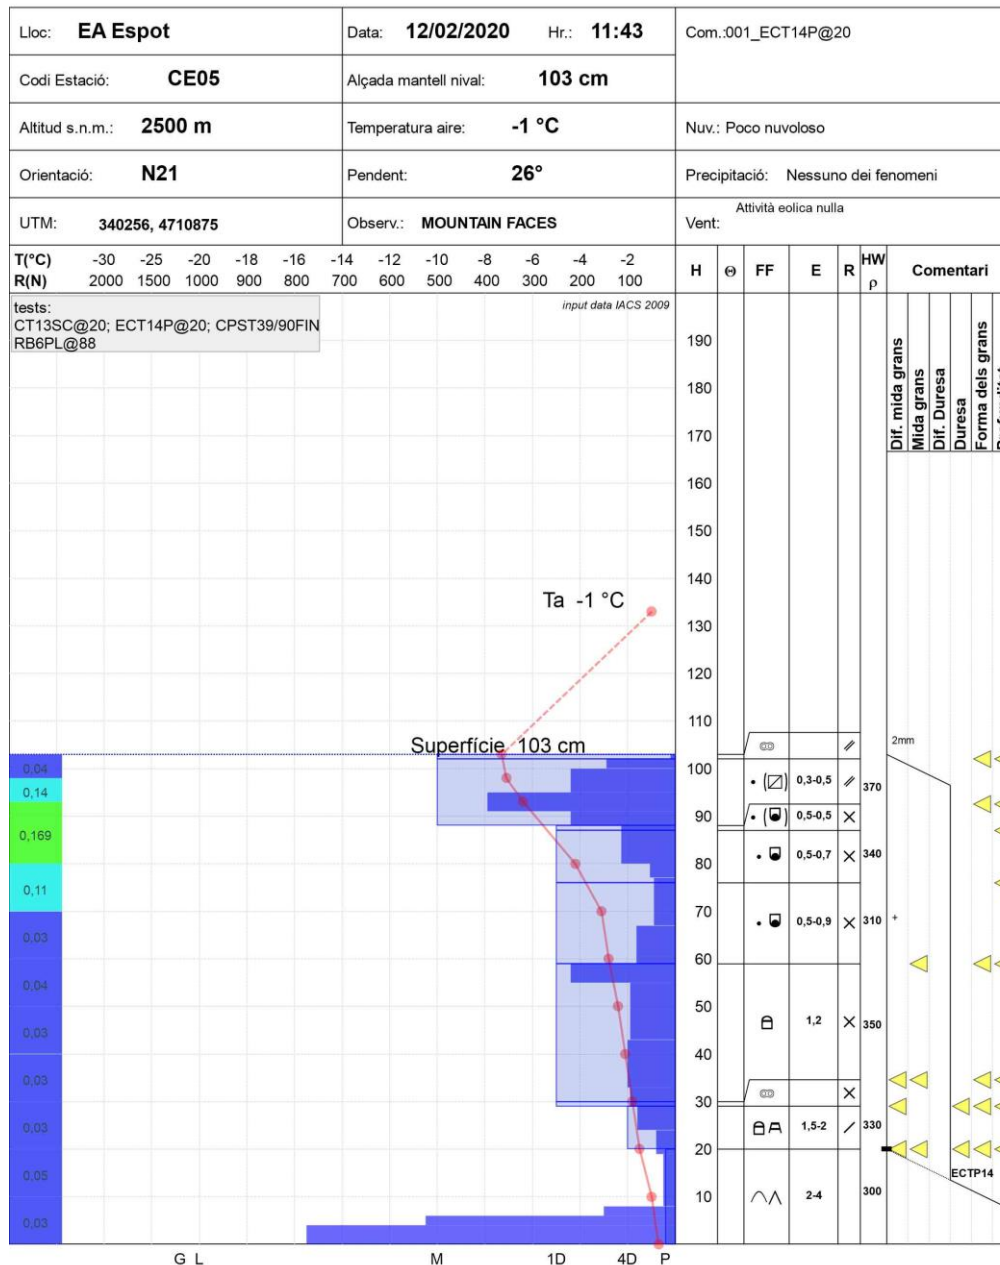 Lloc: EA Espot Data: 12/02/2020 Hr.: 11:43 Com.:001_ECT14P@20
Codi Estació: CE05 Alçada mantell nival: 103 cm
Altitud s.n.m.: 2500 m Temperatura aire: -1 °C Nuv.: Poco nuvoloso
Orientació: N21 Pendent: 26° Precipitació: Nessuno dei fenomeni
UTM: 340256, 4710875 Observ.: MOUNTAIN FACES Vent: Attività eolica nulla
T(°C) -30 -25 -20 -18 -16 -14 -12 -10 -8 -6 -4 -2
R(N) 2000 1500 1000 900 800 700 600 500 400 300 200 100
H Θ FF E R HW ρ Comentari
tests:
CT13SC@20; ECT14P@20; CPST39/90FIN
RB6PL@88
input data IACS 2009
Dif. mida grans
Mida grans
Dif. Duresa
Duresa
Forma dels grans
190
180
170
160
150
140
Ta -1 °C
130
120
110
Superfície 103 cm
2mm
0,04
100
0,3-0,5 370
0,14
90
0,5-0,5
0,169
80
0,5-0,7 340
0,11
70
0,5-0,9 310 +
0,03
60
0,04
50
1,2 350
0,03
40
0,03
30
0,03
1,5-2 330
20
ECTP14
0,05
10
2-4 300
0,03
G L M 1D 4D P